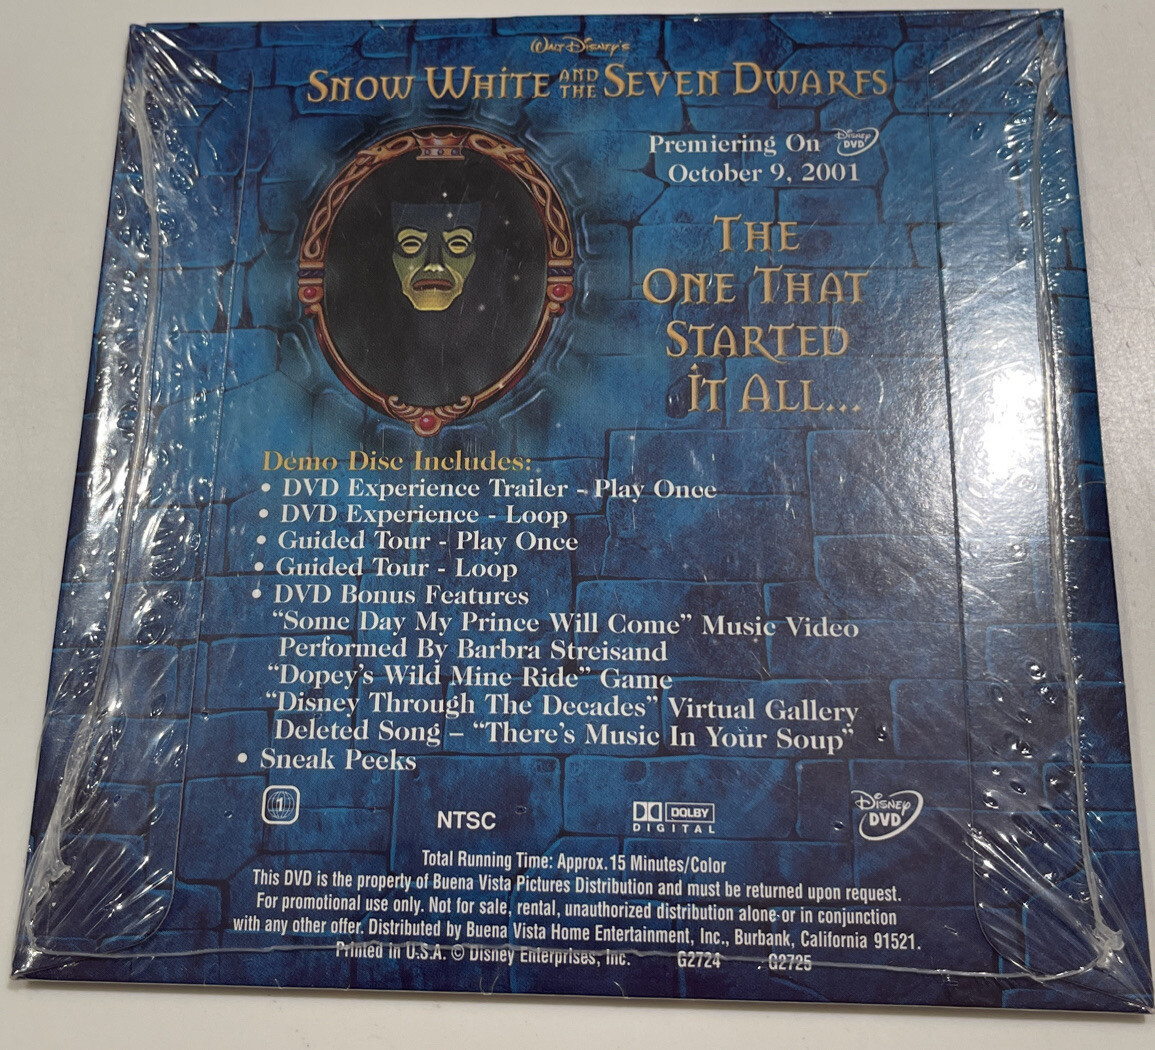 Walt Disney's
Snow White and the Seven Dwarfs
Premiering On Disney DVD
October 9, 2001
The
One That
Started
It All...
Demo Disc Includes:
• DVD Experience Trailer - Play Once
• DVD Experience - Loop
• Guided Tour - Play Once
• Guided Tour - Loop
• DVD Bonus Features
"Some Day My Prince Will Come" Music Video
Performed By Barbra Streisand
"Dopey's Wild Mine Ride" Game
"Disney Through The Decades" Virtual Gallery
Deleted Song – "There's Music In Your Soup"
• Sneak Peeks
1
NTSC
DOLBY
DIGITAL
Disney
DVD
Total Running Time: Approx. 15 Minutes/Color
This DVD is the property of Buena Vista Pictures Distribution and must be returned upon request.
For promotional use only. Not for sale, rental, unauthorized distribution alone or in conjunction
with any other offer. Distributed by Buena Vista Home Entertainment, Inc., Burbank, California 91521.
Printed in U.S.A. © Disney Enterprises, Inc. G2724 G2725